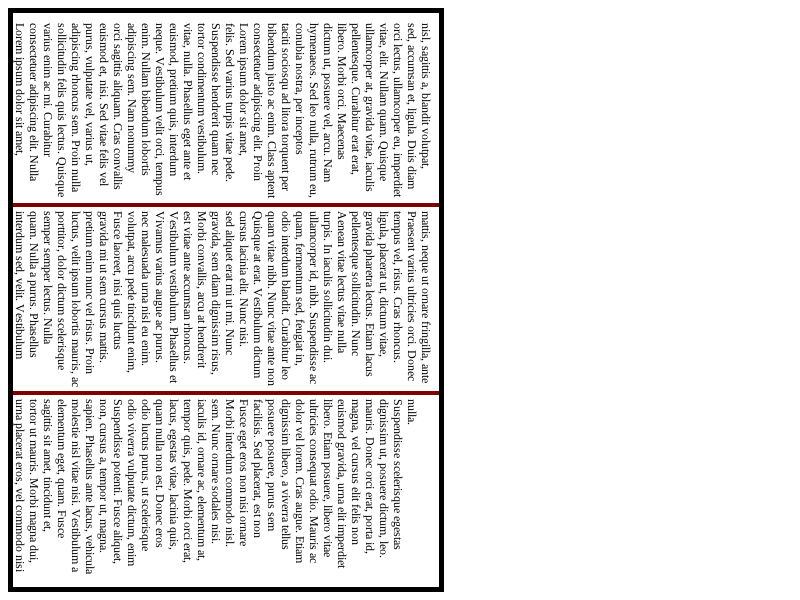 Lorem ipsum dolor sit amet,
consectetuer adipiscing elit. Nulla
varius enim ac mi. Curabitur
sollicitudin felis quis lectus. Quisque
adipiscing rhoncus sem. Proin nulla
purus, vulputate vel, varius ut,
euismod et, nisi. Sed vitae felis vel
orci sagittis aliquam. Cras convallis
adipiscing sem. Nam nonummy
enim. Nullam bibendum lobortis
neque. Vestibulum velit orci, tempus
euismod, pretium quis, interdum
vitae, nulla. Phasellus eget ante et
tortor condimentum vestibulum.
Suspendisse hendrerit quam nec
felis. Sed varius turpis vitae pede.
Lorem ipsum dolor sit amet,
consectetuer adipiscing elit. Proin
bibendum justo ac enim. Class aptent
taciti sociosqu ad litora torquent per
conubia nostra, per inceptos
hymenaeos. Sed leo nulla, rutrum eu,
dictum ut, posuere vel, arcu. Nam
libero. Morbi orci. Maecenas
pellentesque. Curabitur erat erat,
ullamcorper at, gravida vitae, iaculis
vitae, elit. Nullam quam. Quisque
orci lectus, ullamcorper eu, imperdiet
sed, accumsan et, ligula. Duis diam
nisl, sagittis a, blandit volutpat,
interdum sed, velit. Vestibulum
quam. Nulla a purus. Phasellus
semper semper lectus. Nulla
porttitor, dolor dictum scelerisque
luctus, velit ipsum lobortis mauris, ac
pretium enim nunc vel risus. Proin
gravida mi ut sem cursus mattis.
Fusce laoreet, nisi quis luctus
volutpat, arcu pede tincidunt enim,
nec malesuada urna nisl eu enim.
Vivamus varius augue ac purus.
Vestibulum vestibulum. Phasellus et
est vitae ante accumsan rhoncus.
Morbi convallis, arcu at hendrerit
gravida, sem diam dignissim risus,
sed aliquet erat mi ut mi. Nunc
cursus lacinia elit. Nunc nisi.
Quisque at erat. Vestibulum dictum
quam vitae nibh. Nunc vitae ante non
odio interdum blandit. Curabitur leo
quam, fermentum sed, feugiat in,
ullamcorper id, nibh. Suspendisse ac
turpis. In iaculis sollicitudin dui.
Aenean vitae lectus vitae nulla
pellentesque sollicitudin. Nunc
gravida pharetra lectus. Etiam lacus
ligula, placerat ut, dictum vitae,
tempus vel, risus. Cras rhoncus.
Praesent varius ultricies orci. Donec
mattis, neque ut ornare fringilla, ante
urna placerat eros, vel commodo nisi
tortor ut mauris. Morbi magna dui,
sagittis sit amet, tincidunt et,
elementum eget, quam. Fusce
molestie nisl vitae nisi. Vestibulum a
sapien. Phasellus ante lacus, vehicula
non, cursus a, tempor ut, magna.
Suspendisse potenti. Fusce aliquet,
odio viverra vulputate dictum, enim
odio luctus purus, ut scelerisque
quam nulla non est. Donec eros
lacus, egestas vitae, lacinia quis,
tempor quis, pede. Morbi orci erat,
iaculis id, ornare ac, elementum at,
sem. Nunc ornare sodales nisi.
Morbi interdum commodo nisl.
Fusce eget eros non nisi ornare
facilisis. Sed placerat, est non
posuere posuere, purus sem
dignissim libero, a viverra tellus
dolor vel lorem. Cras augue. Etiam
ultricies consequat odio. Mauris ac
libero. Etiam posuere, libero vitae
euismod gravida, urna elit imperdiet
magna, vel cursus elit felis non
mauris. Donec orci erat, porta id,
dignissim ut, posuere dictum, leo.
Suspendisse scelerisque egestas
nulla.